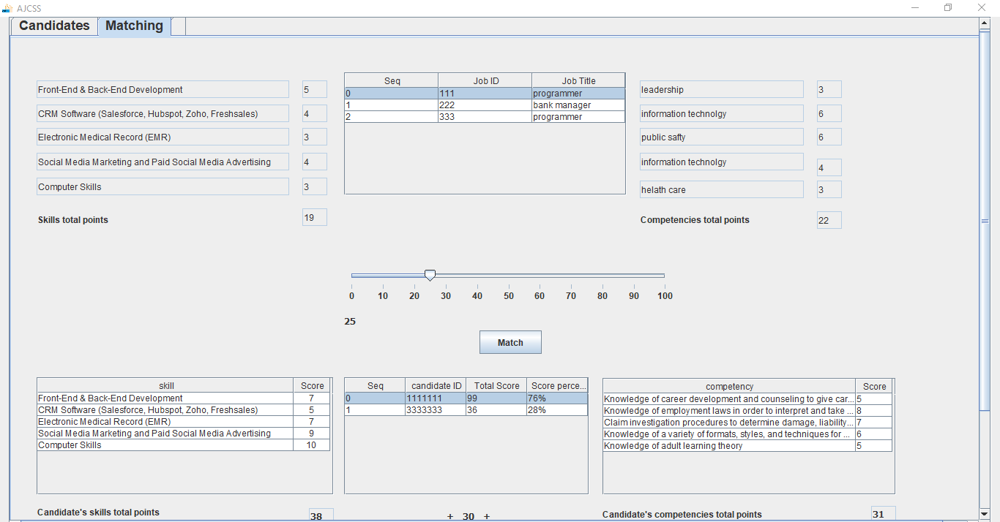 AJCSS
Candidates Matching
Front-End & Back-End Development 5
CRM Software (Salesforce, Hubspot, Zoho, Freshsales) 4
Electronic Medical Record (EMR) 3
Social Media Marketing and Paid Social Media Advertising 4
Computer Skills 3
Skills total points 19
Seq Job ID Job Title
0 111 programmer
1 222 bank manager
2 333 programmer
leadership 3
information technolgy 6
public safty 6
information technolgy 4
helath care 3
Competencies total points 22
0 10 20 30 40 50 60 70 80 90 100
25
Match
skill Score
Front-End & Back-End Development 7
CRM Software (Salesforce, Hubspot, Zoho, Freshsales) 5
Electronic Medical Record (EMR) 7
Social Media Marketing and Paid Social Media Advertising 9
Computer Skills 10
Seq candidate ID Total Score Score perce...
0 1111111 99 76%
1 3333333 36 28%
competency Score
Knowledge of career development and counseling to give car... 5
Knowledge of employment laws in order to interpret and take ... 8
Claim investigation procedures to determine damage, liability... 7
Knowledge of a variety of formats, styles, and techniques for ... 6
Knowledge of adult learning theory 5
Candidate's skills total points 38
+ 30 +
Candidate's competencies total points 31